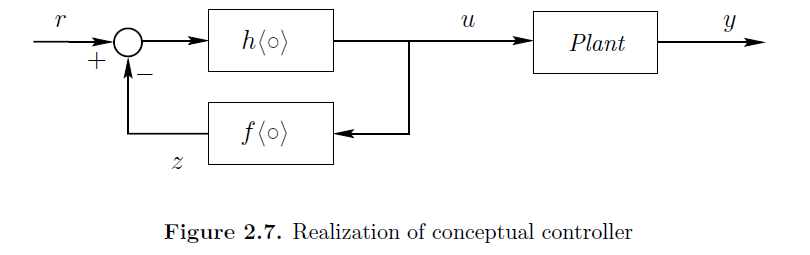 r
u
y
h⟨○⟩
Plant
+
−
f⟨○⟩
z
Figure 2.7. Realization of conceptual controller